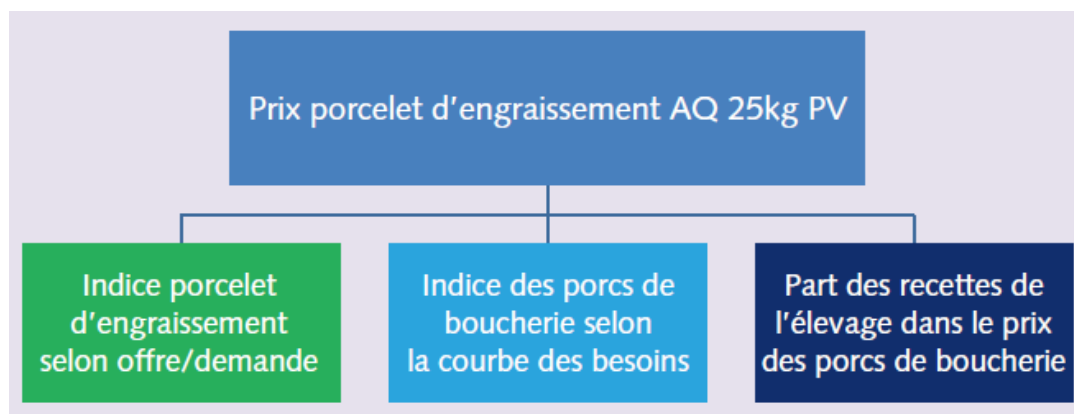 Prix porcelet d'engraissement AQ 25kg PV
Indice porcelet
d'engraissement
selon offre/demande
Indice des porcs de
boucherie selon
la courbe des besoins
Part des recettes de
l'élevage dans le prix
des porcs de boucherie